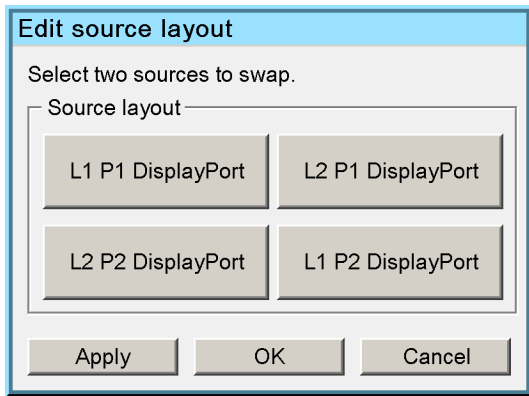 Edit source layout
Select two sources to swap.
Source layout
L1 P1 DisplayPort L2 P1 DisplayPort
L2 P2 DisplayPort L1 P2 DisplayPort
Apply OK Cancel